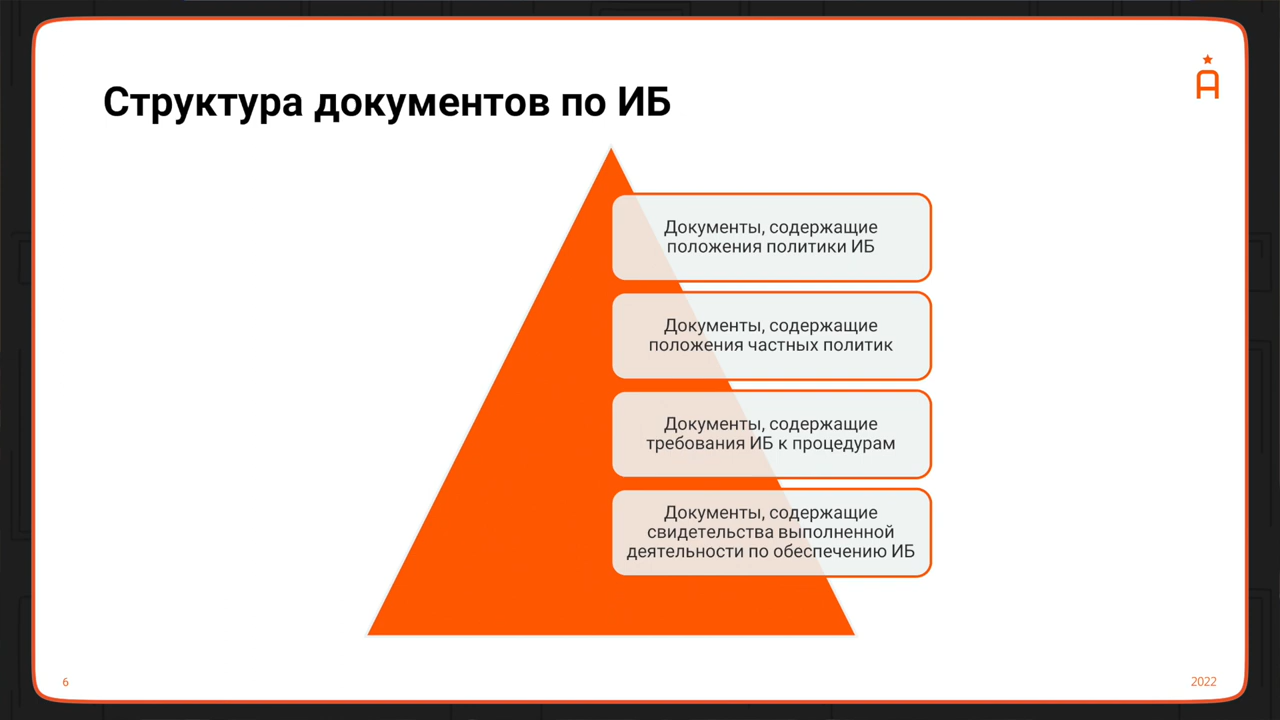 Структура документов по ИБ
Документы, содержащие
положения политики ИБ
Документы, содержащие
положения частных политик
Документы, содержащие
требования ИБ к процедурам
Документы, содержащие
свидетельства выполненной
деятельности по обеспечению ИБ
6
2022